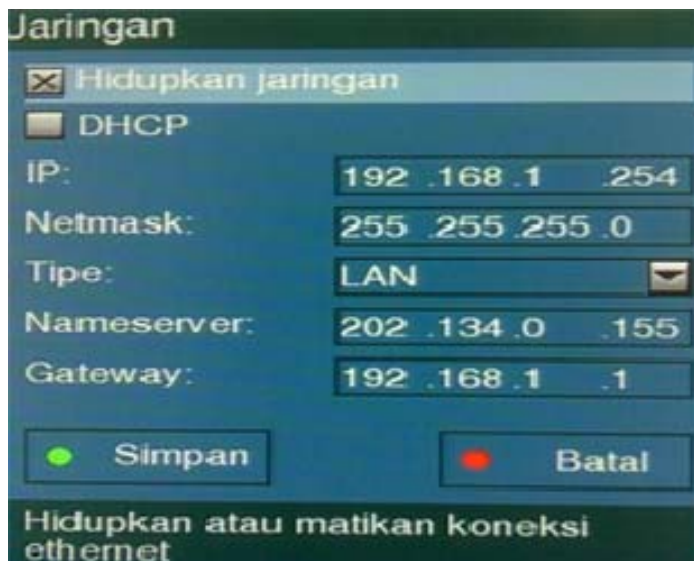 Jaringan
Hidupkan jaringan
DHCP
IP: 192 .168 .1 .254
Netmask: 255 .255 .255 .0
Tipe: LAN
Nameserver: 202 .134 .0 .155
Gateway: 192 .168 .1 .1
Simpan Batal
Hidupkan atau matikan koneksi
ethernet